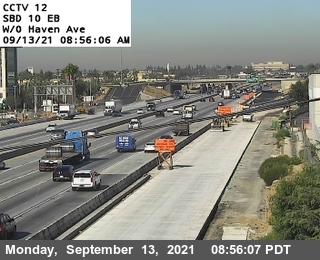 CCTV 12
SBD 10 EB
W/O Haven Ave
09/13/21 08:56:06 AM
Monday, September 13, 2021 08:56:07 PDT